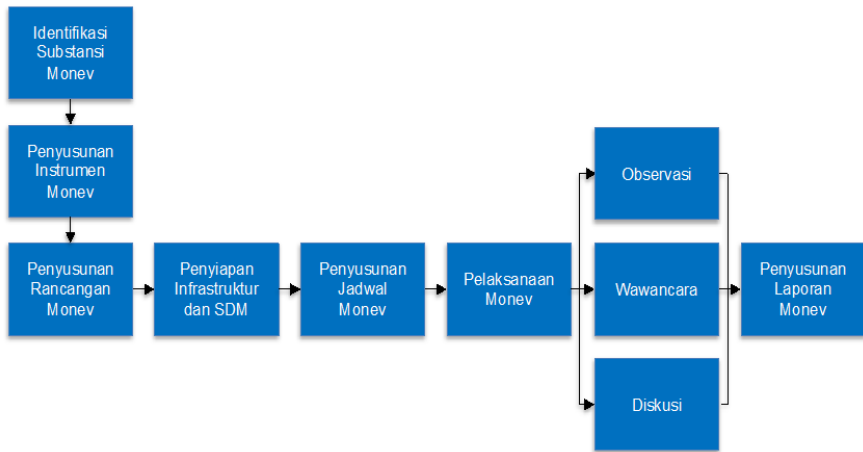 Identifikasi
Substansi
Monev
Penyusunan
Instrumen
Monev
Penyusunan
Rancangan
Monev
Penyiapan
Infrastruktur
dan SDM
Penyusunan
Jadwal
Monev
Pelaksanaan
Monev
Observasi
Wawancara
Diskusi
Penyusunan
Laporan
Monev